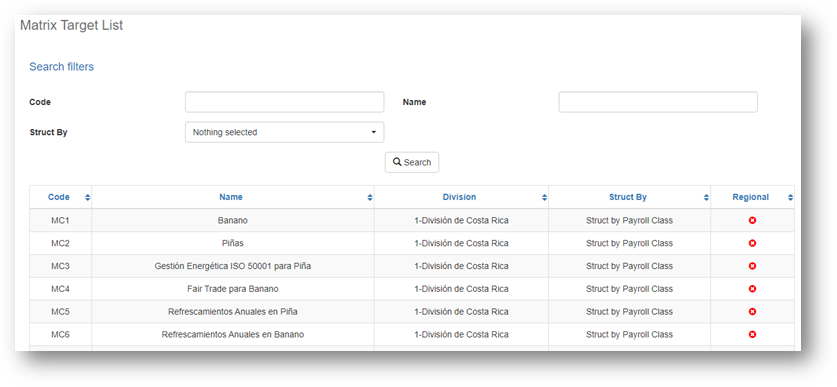 Matrix Target List
Search filters
Code Name
Struct By Nothing selected
Search
Code Name Division Struct By Regional
MC1 Banano 1-División de Costa Rica Struct by Payroll Class
MC2 Piñas 1-División de Costa Rica Struct by Payroll Class
MC3 Gestión Energética ISO 50001 para Piña 1-División de Costa Rica Struct by Payroll Class
MC4 Fair Trade para Banano 1-División de Costa Rica Struct by Payroll Class
MC5 Refrescamientos Anuales en Piña 1-División de Costa Rica Struct by Payroll Class
MC6 Refrescamientos Anuales en Banano 1-División de Costa Rica Struct by Payroll Class